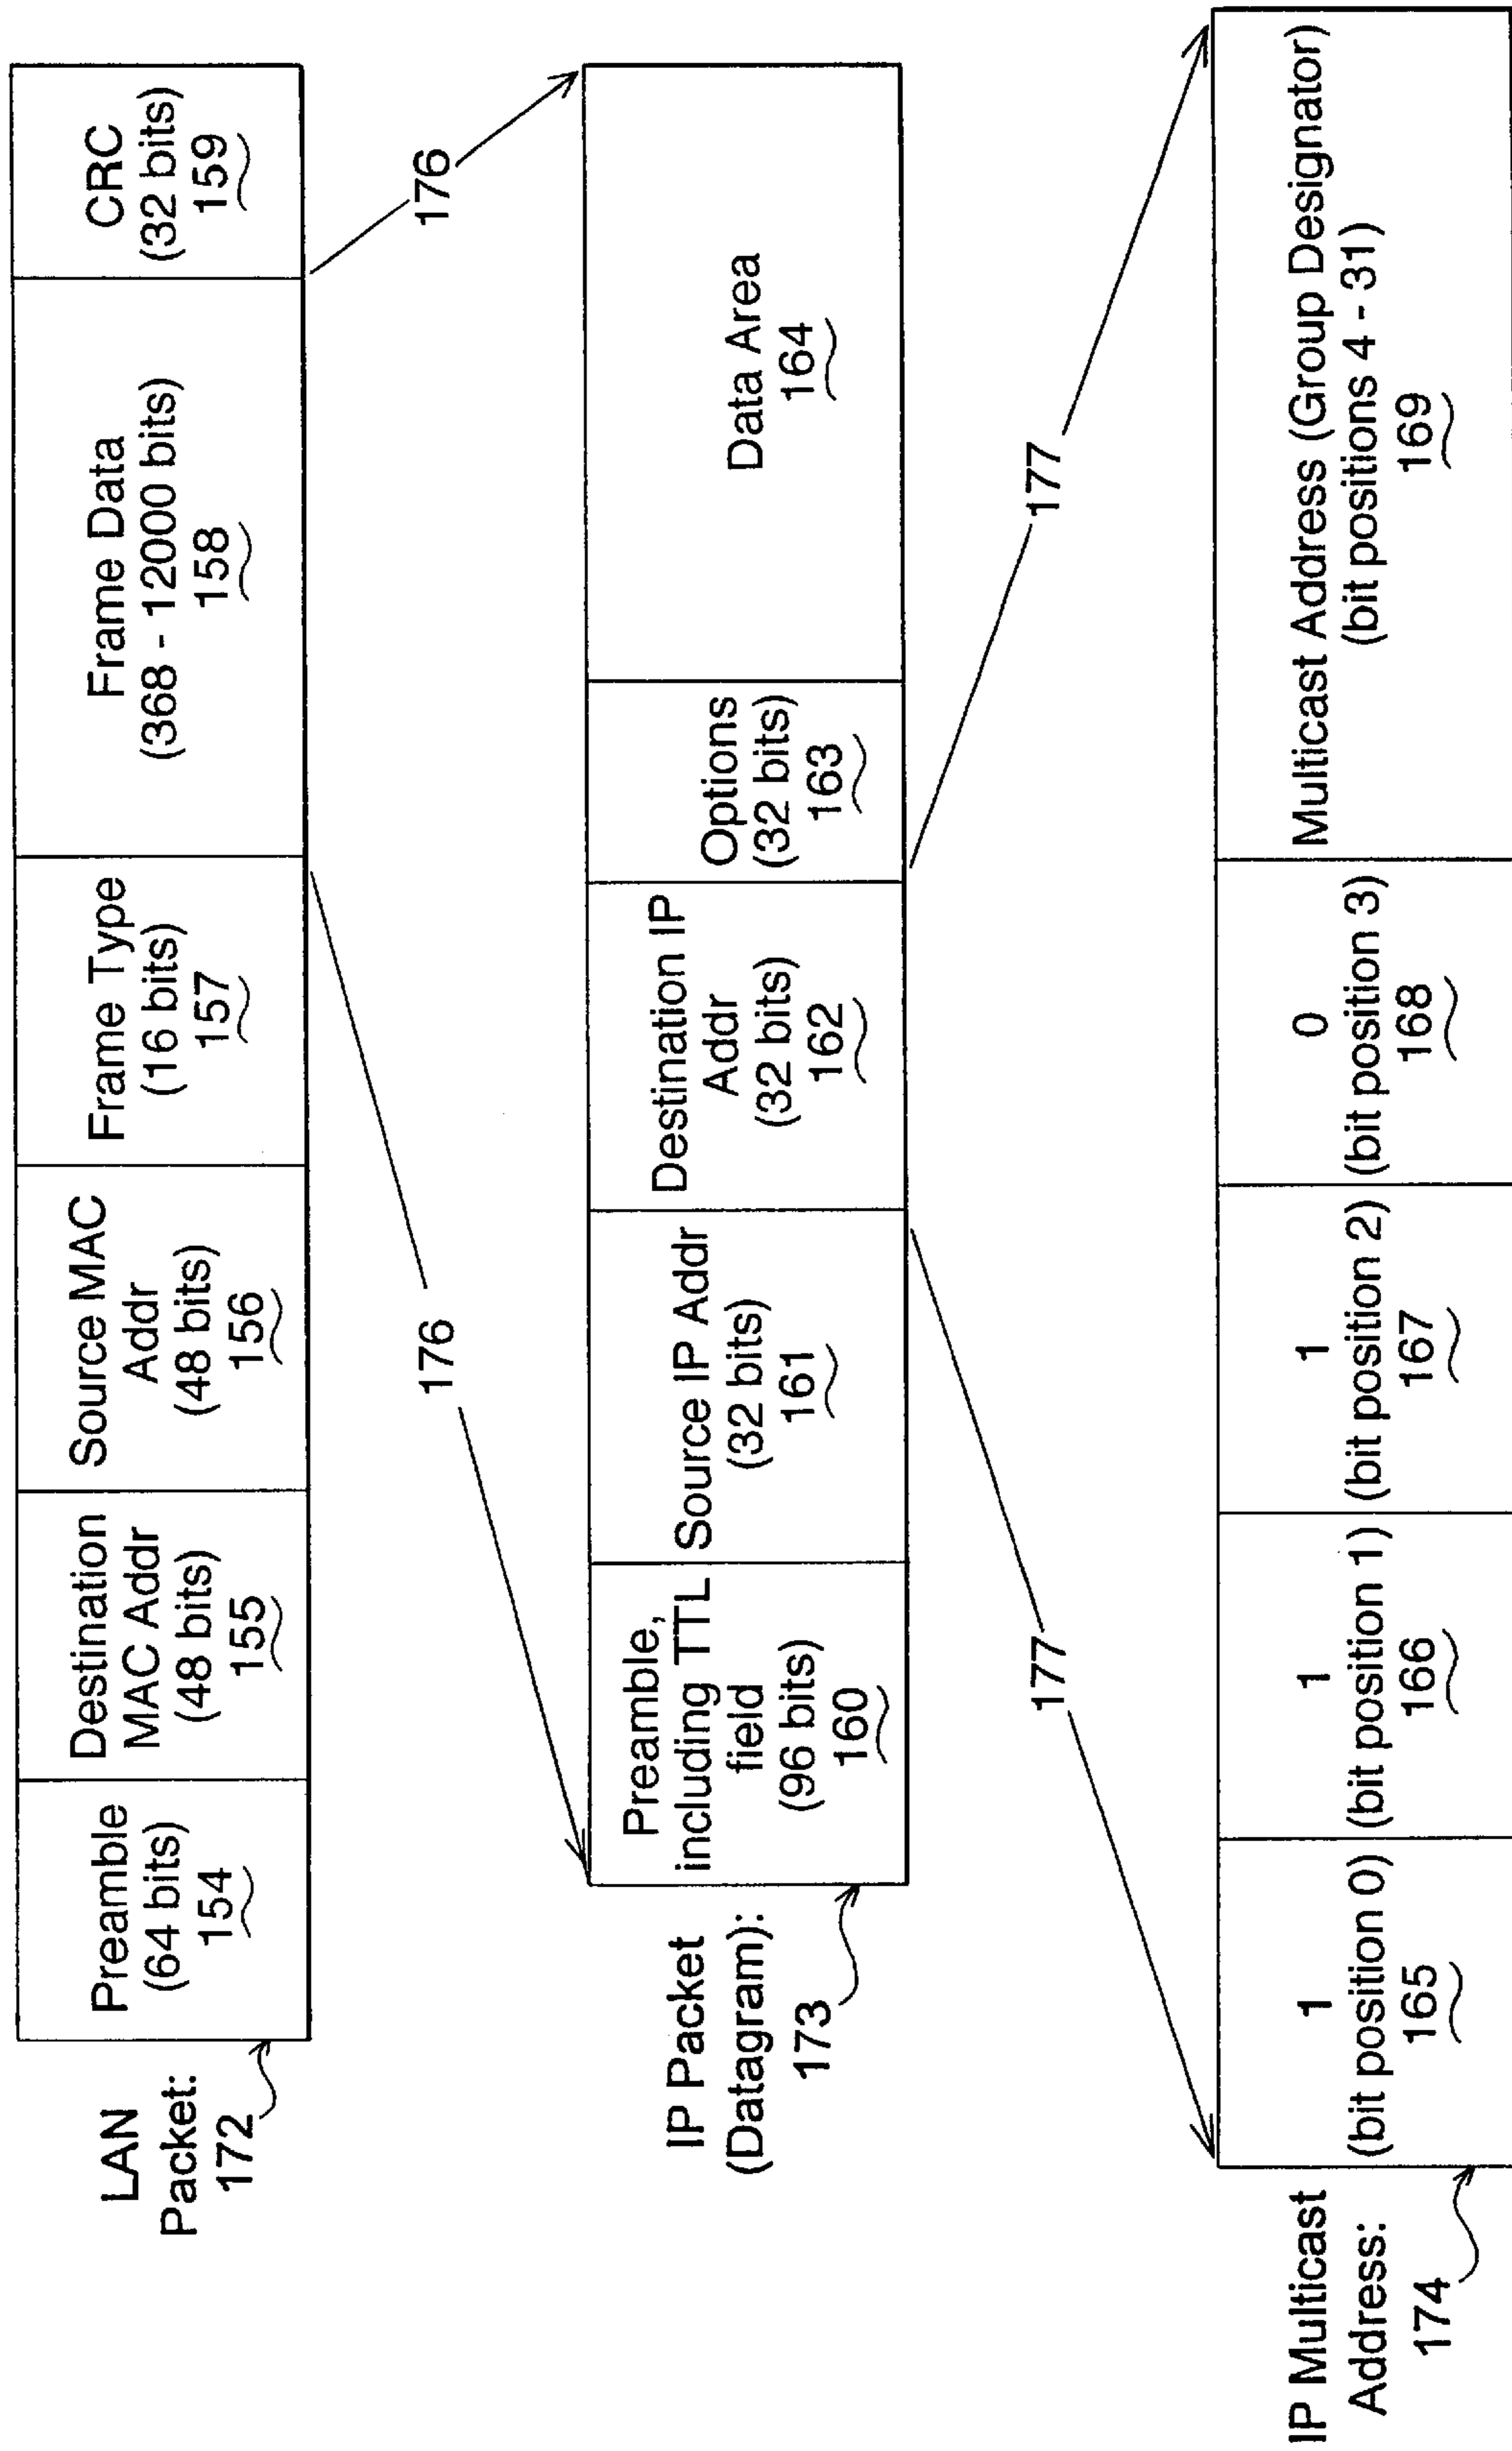 LAN
Packet:
172
Preamble
(64 bits)
154
Destination
MAC Addr
(48 bits)
155
Source MAC
Addr
(48 bits)
156
Frame Type
(16 bits)
157
Frame Data
(368 - 12000 bits)
158
CRC
(32 bits)
159
176
176
IP Packet
(Datagram):
173
Preamble,
including TTL
field
(96 bits)
160
Source IP Addr
(32 bits)
161
Destination IP
Addr
(32 bits)
162
Options
(32 bits)
163
Data Area
164
177
177
IP Multicast
Address:
174
1
(bit position 0)
165
1
(bit position 1)
166
1
(bit position 2)
167
0
(bit position 3)
168
Multicast Address (Group Designator)
(bit positions 4 - 31)
169